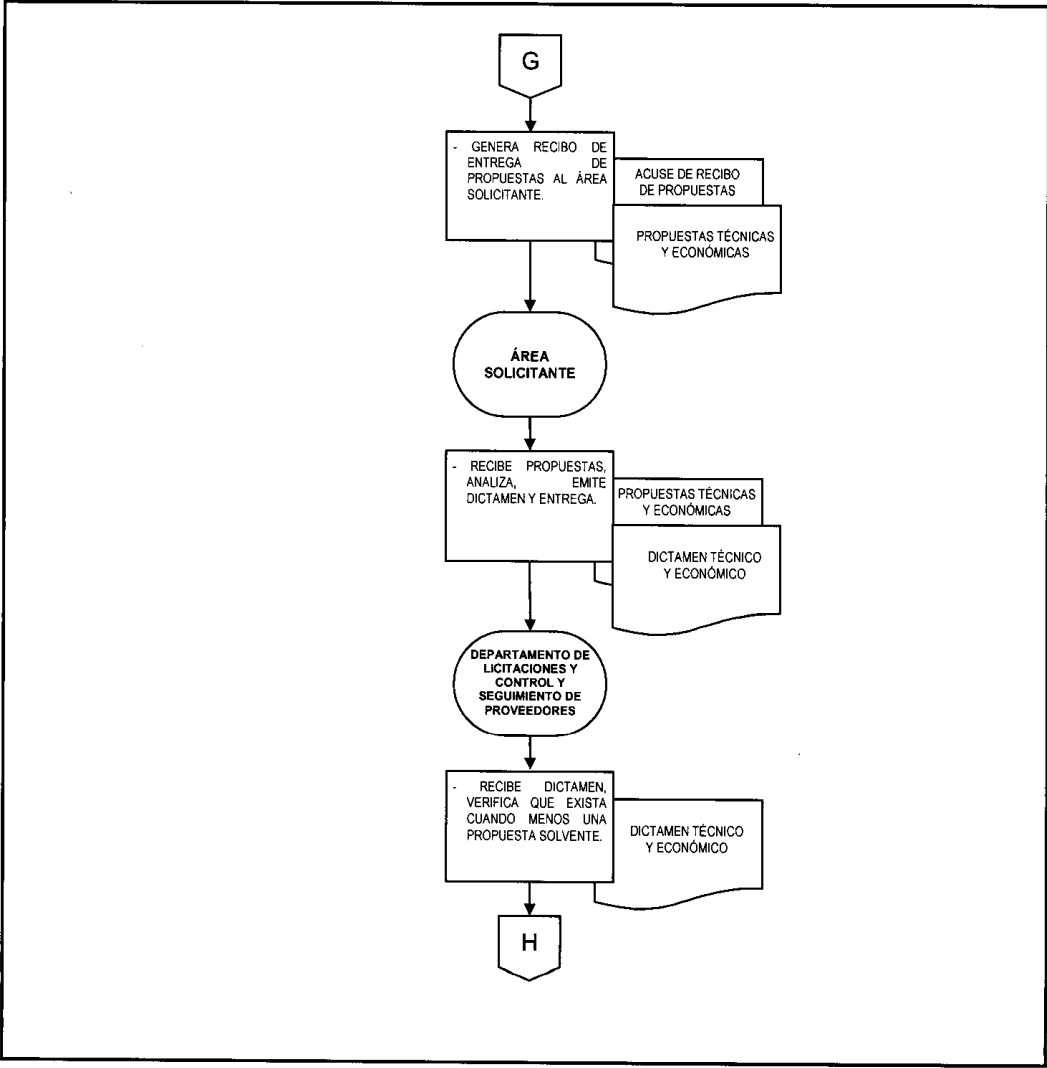 G
- GENERA RECIBO DE
ENTREGA DE
PROPUESTAS AL ÁREA
SOLICITANTE.
ACUSE DE RECIBO
DE PROPUESTAS
PROPUESTAS TÉCNICAS
Y ECONÓMICAS
ÁREA
SOLICITANTE
- RECIBE PROPUESTAS,
ANALIZA, EMITE
DICTAMEN Y ENTREGA.
PROPUESTAS TÉCNICAS
Y ECONÓMICAS
DICTAMEN TÉCNICO
Y ECONÓMICO
DEPARTAMENTO DE
LICITACIONES Y
CONTROL Y
SEGUIMIENTO DE
PROVEEDORES
- RECIBE DICTAMEN,
VERIFICA QUE EXISTA
CUANDO MENOS UNA
PROPUESTA SOLVENTE.
DICTAMEN TÉCNICO
Y ECONÓMICO
H